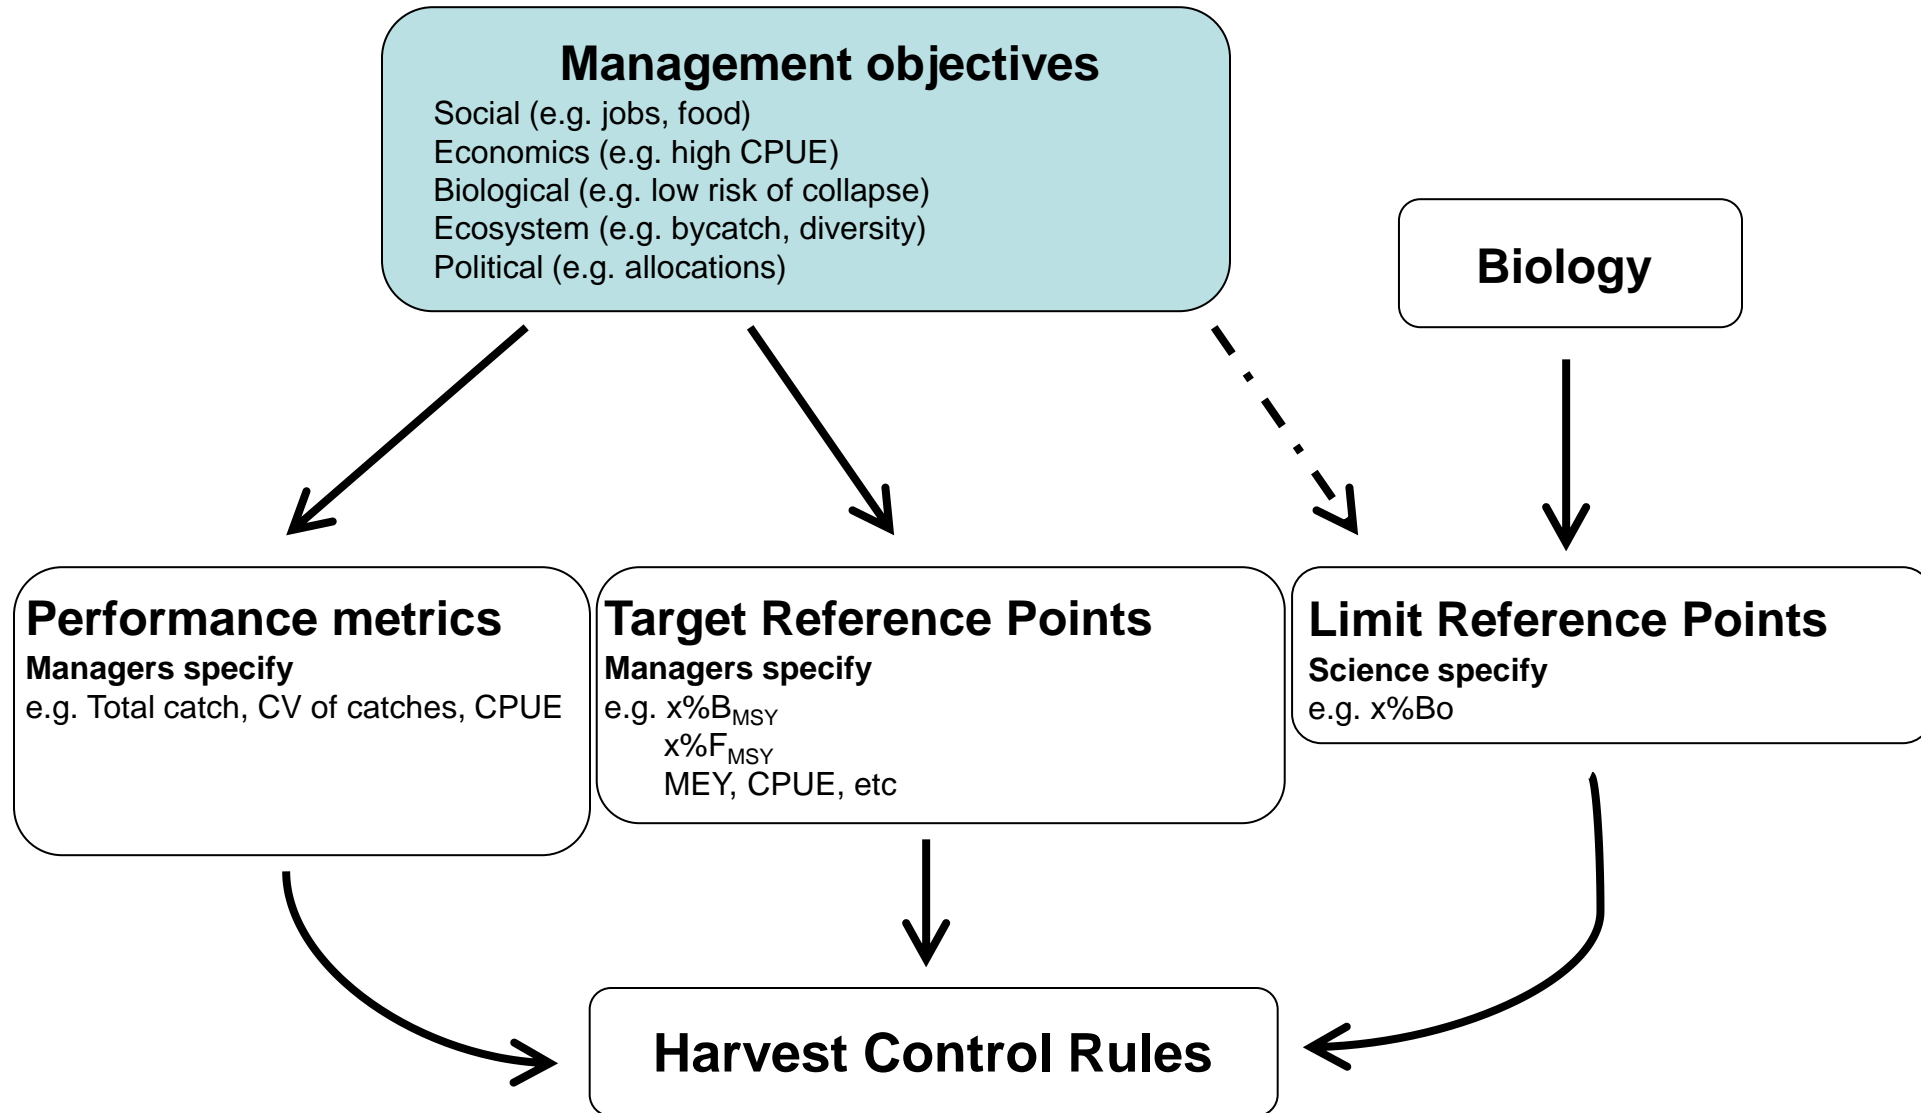 Management objectives
Social (e.g. jobs, food)
Economics (e.g. high CPUE)
Biological (e.g. low risk of collapse)
Ecosystem (e.g. bycatch, diversity)
Political (e.g. allocations)
Biology
Performance metrics
Managers specify
e.g. Total catch, CV of catches, CPUE
Target Reference Points
Managers specify
e.g. x%BMSY
x%FMSY
MEY, CPUE, etc
Limit Reference Points
Science specify
e.g. x%Bo
Harvest Control Rules